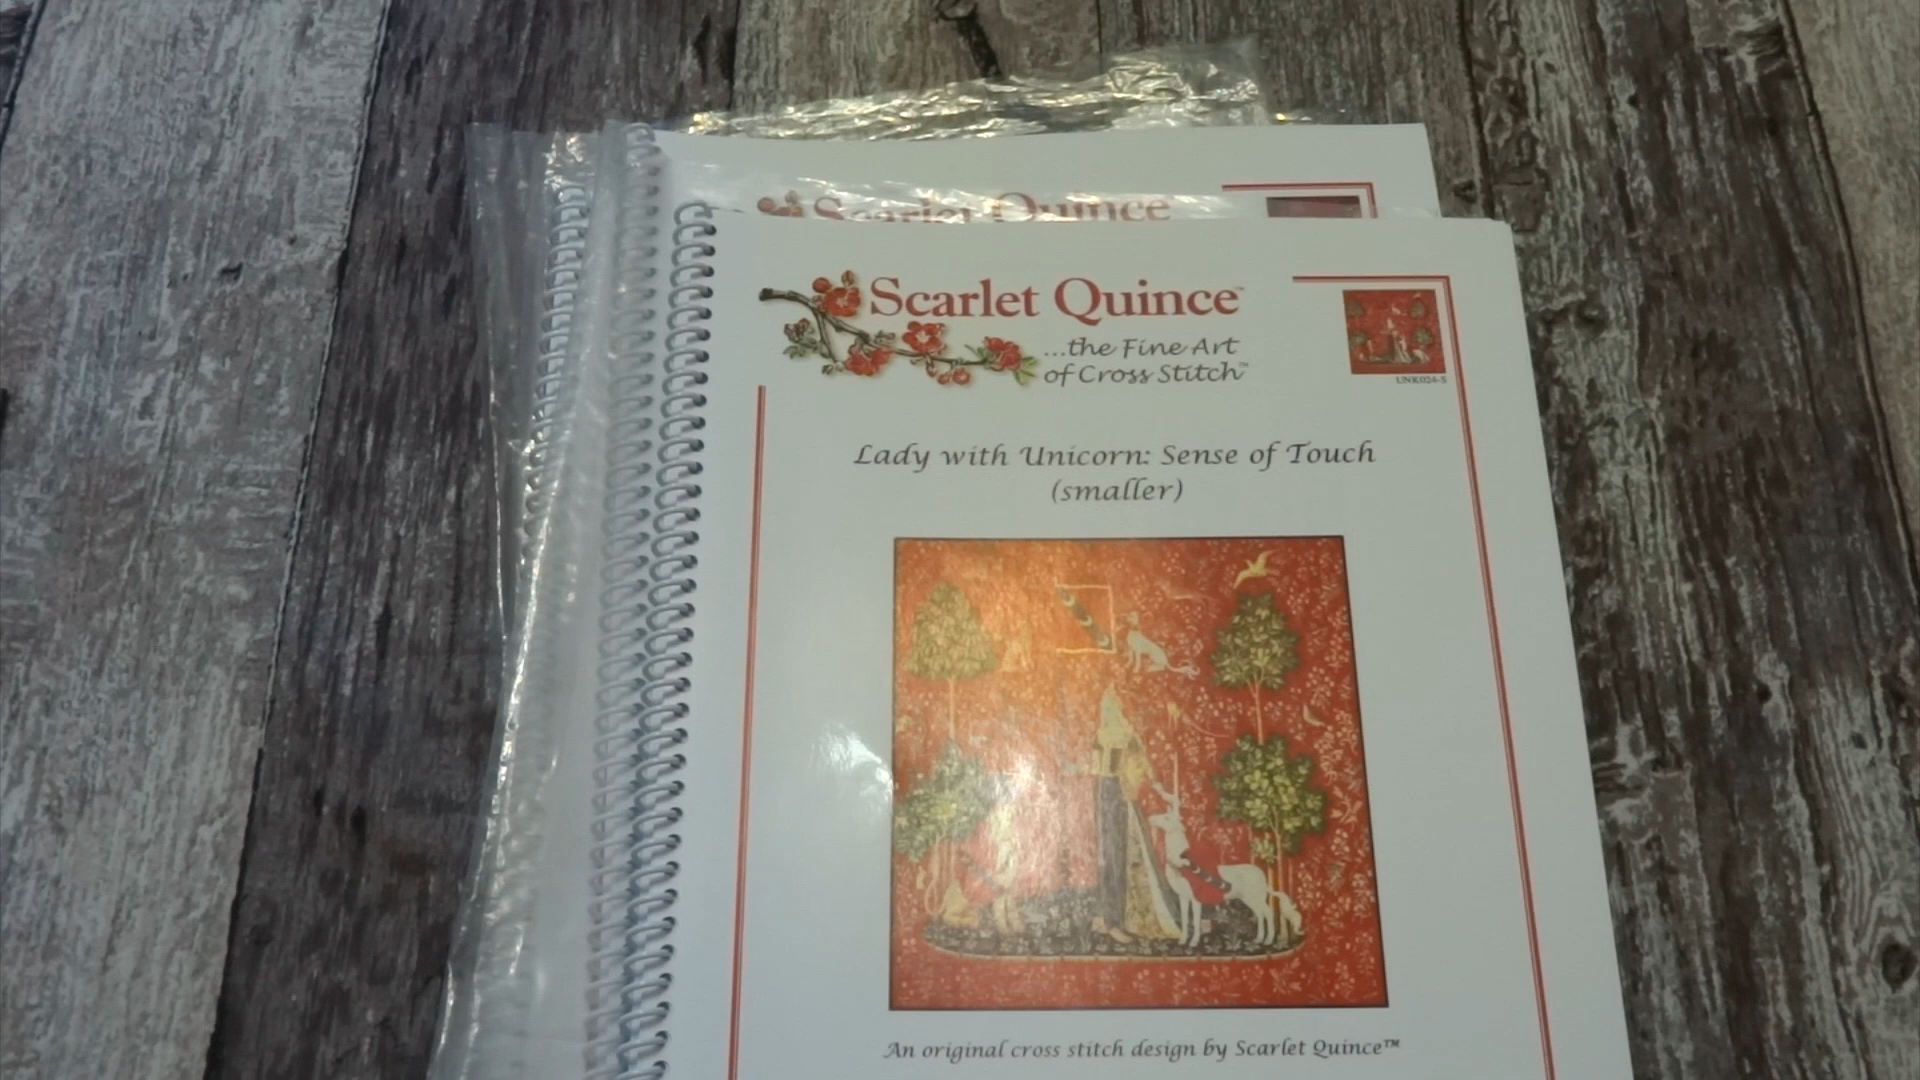 Scarlet Quince
Scarlet Quince™
...the Fine Art
of Cross Stitch™
UNK024-S
Lady with Unicorn: Sense of Touch
(smaller)
An original cross stitch design by Scarlet Quince™